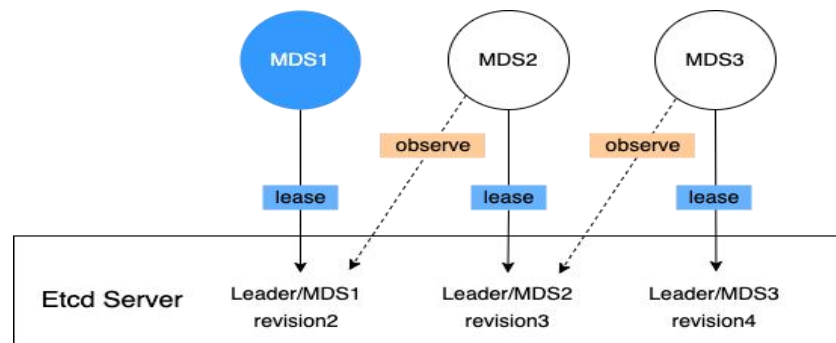 MDS1
MDS2
MDS3
observe
observe
lease
lease
lease
Etcd Server
Leader/MDS1
revision2
Leader/MDS2
revision3
Leader/MDS3
revision4